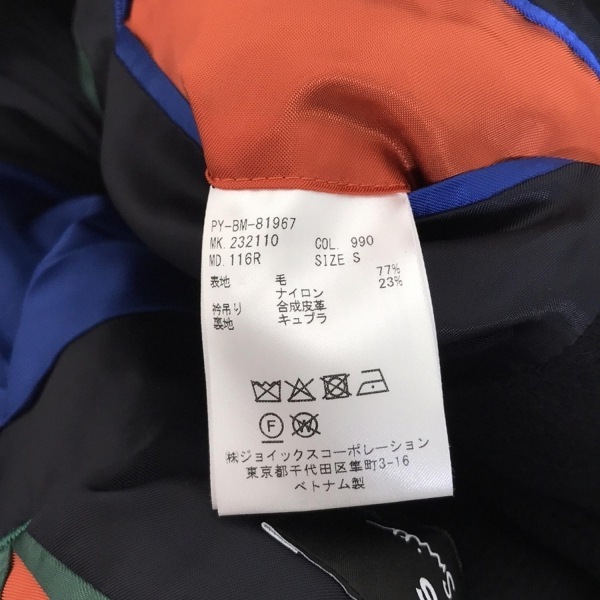 PY-BM-81967
MK. 232110 COL. 990
MD. 116R SIZE S
表地 毛 77%
ナイロン 23%
衿吊り 合成皮革
裏地 キュプラ
F W
㈱ジョイックスコーポレーション
東京都千代田区隼町3-16
ベトナム製